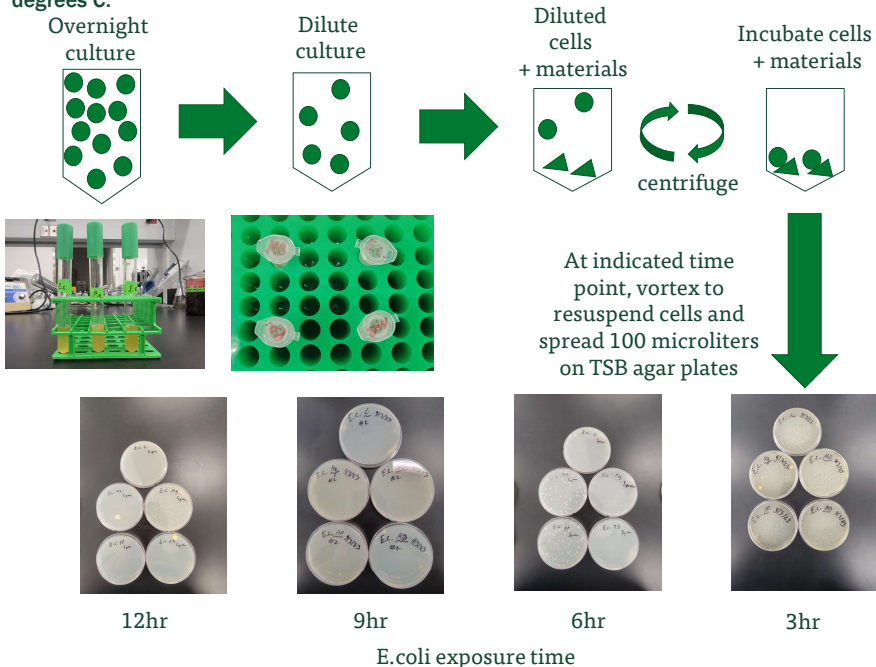 degrees C.
Overnight
culture
Dilute
culture
Diluted
cells
+ materials
Incubate cells
+ materials
centrifuge
At indicated time
point, vortex to
resuspend cells and
spread 100 microliters
on TSB agar plates
12hr
9hr
6hr
3hr
E.coli exposure time